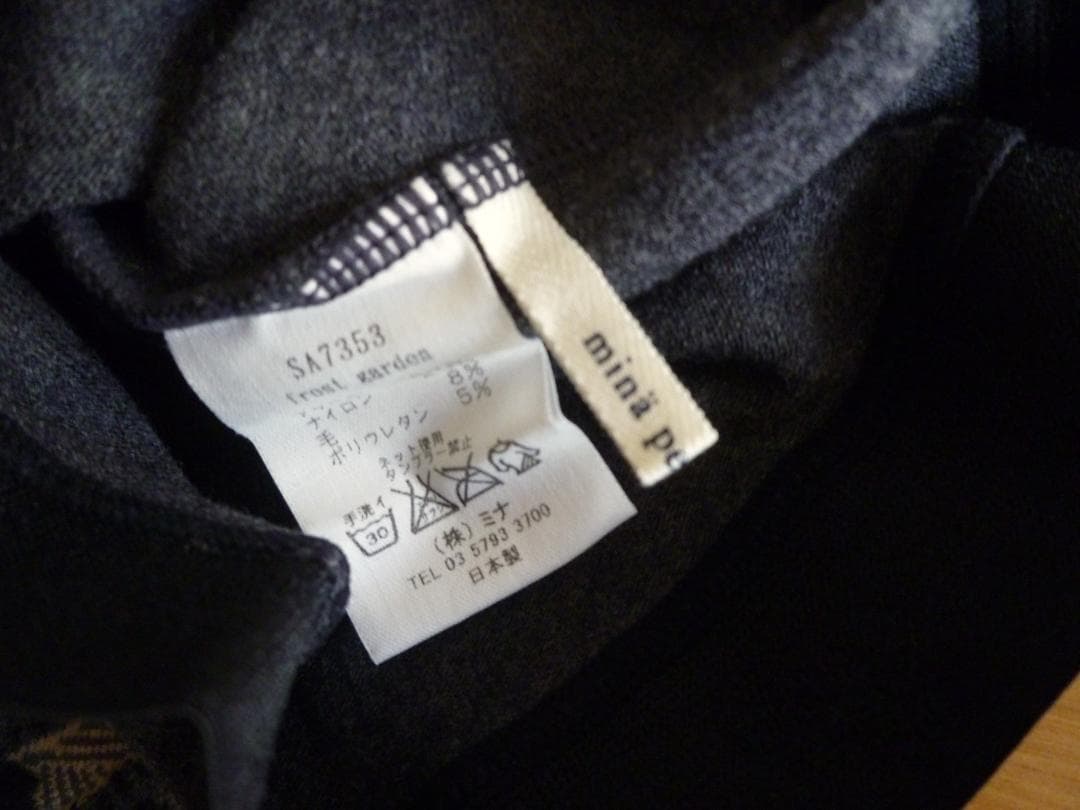 SA7353
frost garden
ナイロン
毛 8%
ポリウレタン 5%
ネット使用
タンブラー禁止
手洗イ
30
(株)ミナ
TEL 03 5793 3700
日本製
minä pe